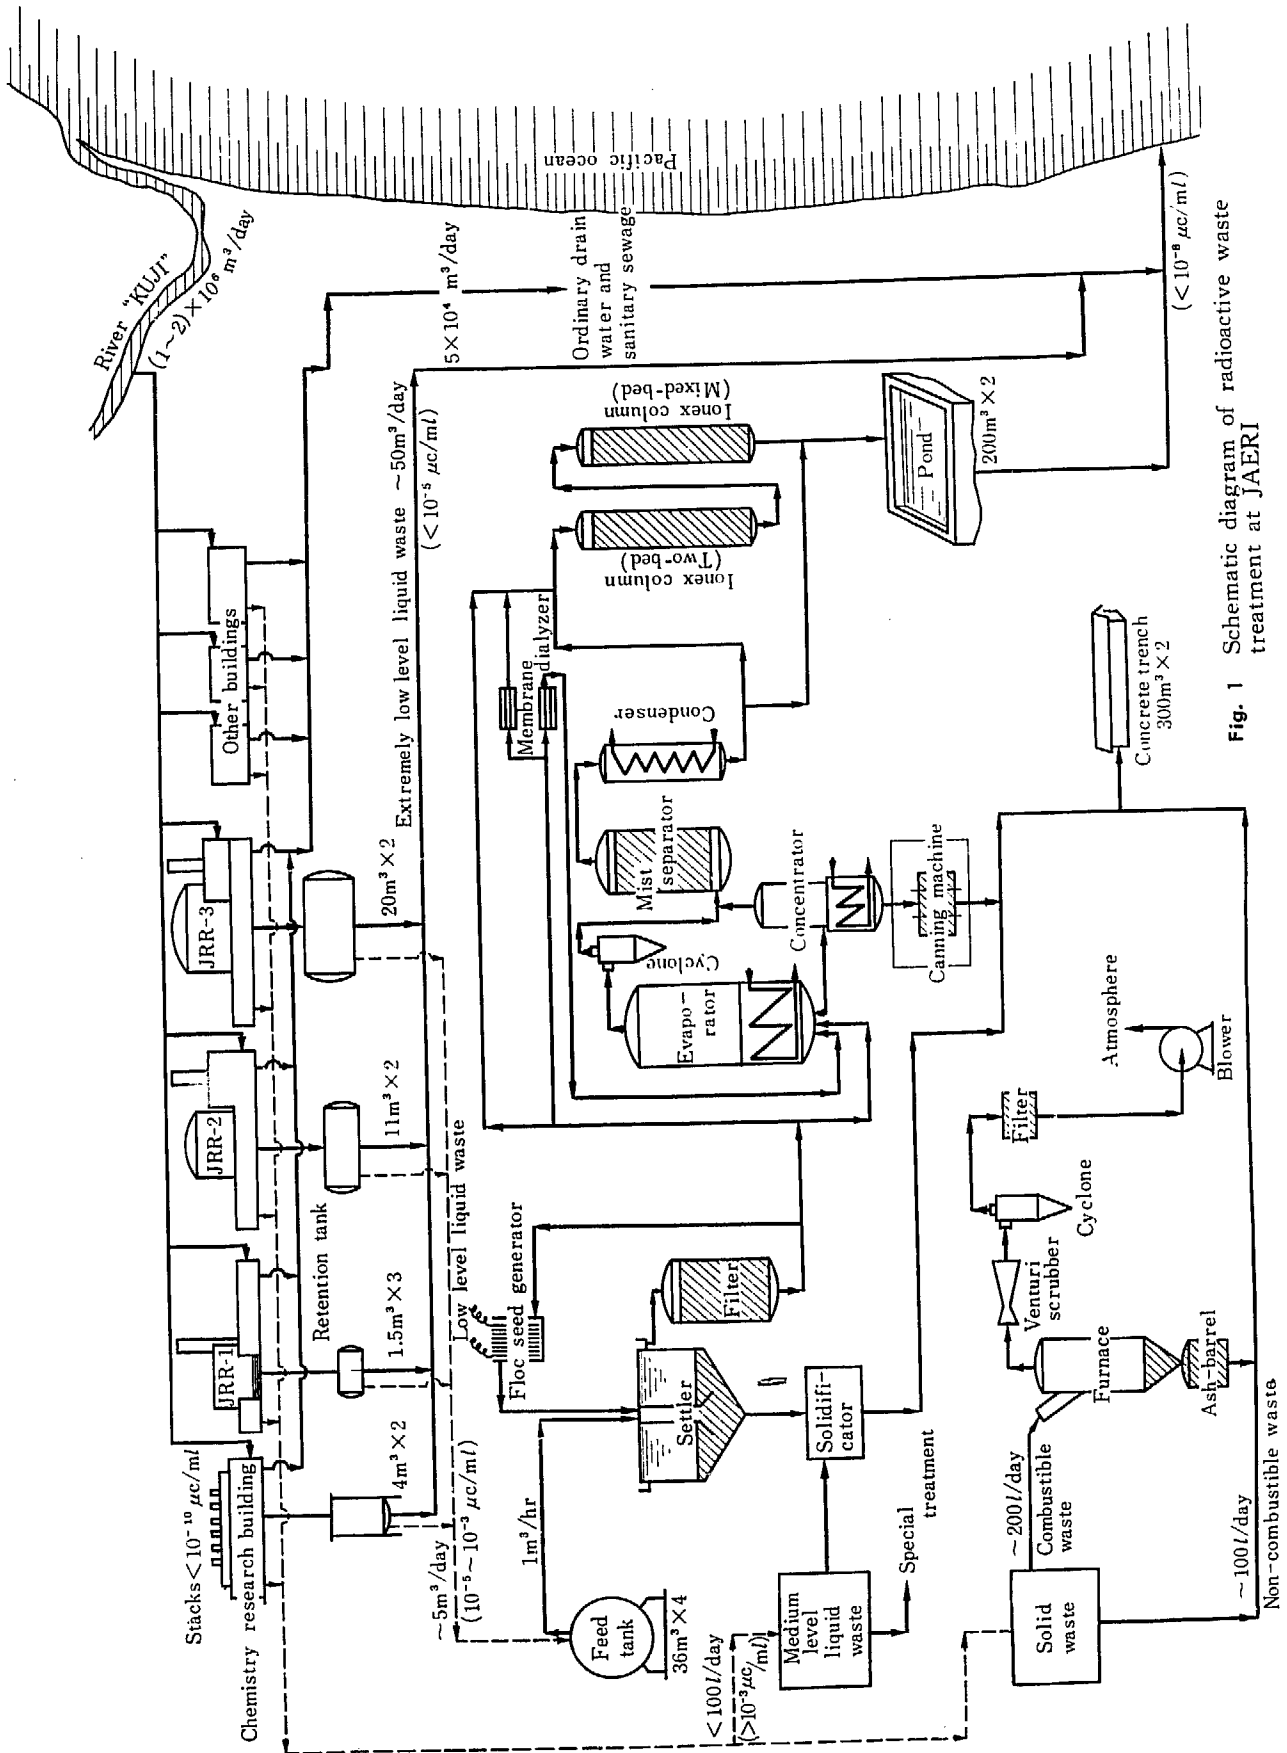 River "KUJI"
(1~2)×10⁶ m³/day
Pacific ocean
Stacks<10⁻¹⁰ μc/ml
Chemistry research building
JRR-1
JRR-2
JRR-3
Other buildings
Retention tank
4m³×2
1.5m³×3
11m³×2
20m³×2
Extremely low level liquid waste ~50m³/day
(<10⁻⁵ μc/ml)
5×10⁴ m³/day
Ordinary drain
water and
sanitary sewage
~5m³/day
(10⁻⁵~10⁻³ μc/ml)
Low level liquid waste
Floc seed generator
1m³/hr
Feed
tank
36m³×4
Settler
Filter
Evapo-
rator
Cyclone
Mist
separator
Condenser
Membrane
dialyzer
Ionex column
(Two-bed)
Ionex column
(Mixed-bed)
Pond
200m³×2
(<10⁻⁸ μc/ml)
Concentrator
Canning machine
<100l/day
(>10⁻³μc
/ml)
Medium
level
liquid
waste
Solidifi-
cator
Special
treatment
Solid
waste
~200l/day
Combustible
waste
Furnace
Ash-barrel
Venturi
scrubber
Cyclone
Filter
Blower
Atmosphere
Concrete trench
300m³×2
~100l/day
Non-combustible waste
Fig. 1 Schematic diagram of radioactive waste
treatment at JAERI